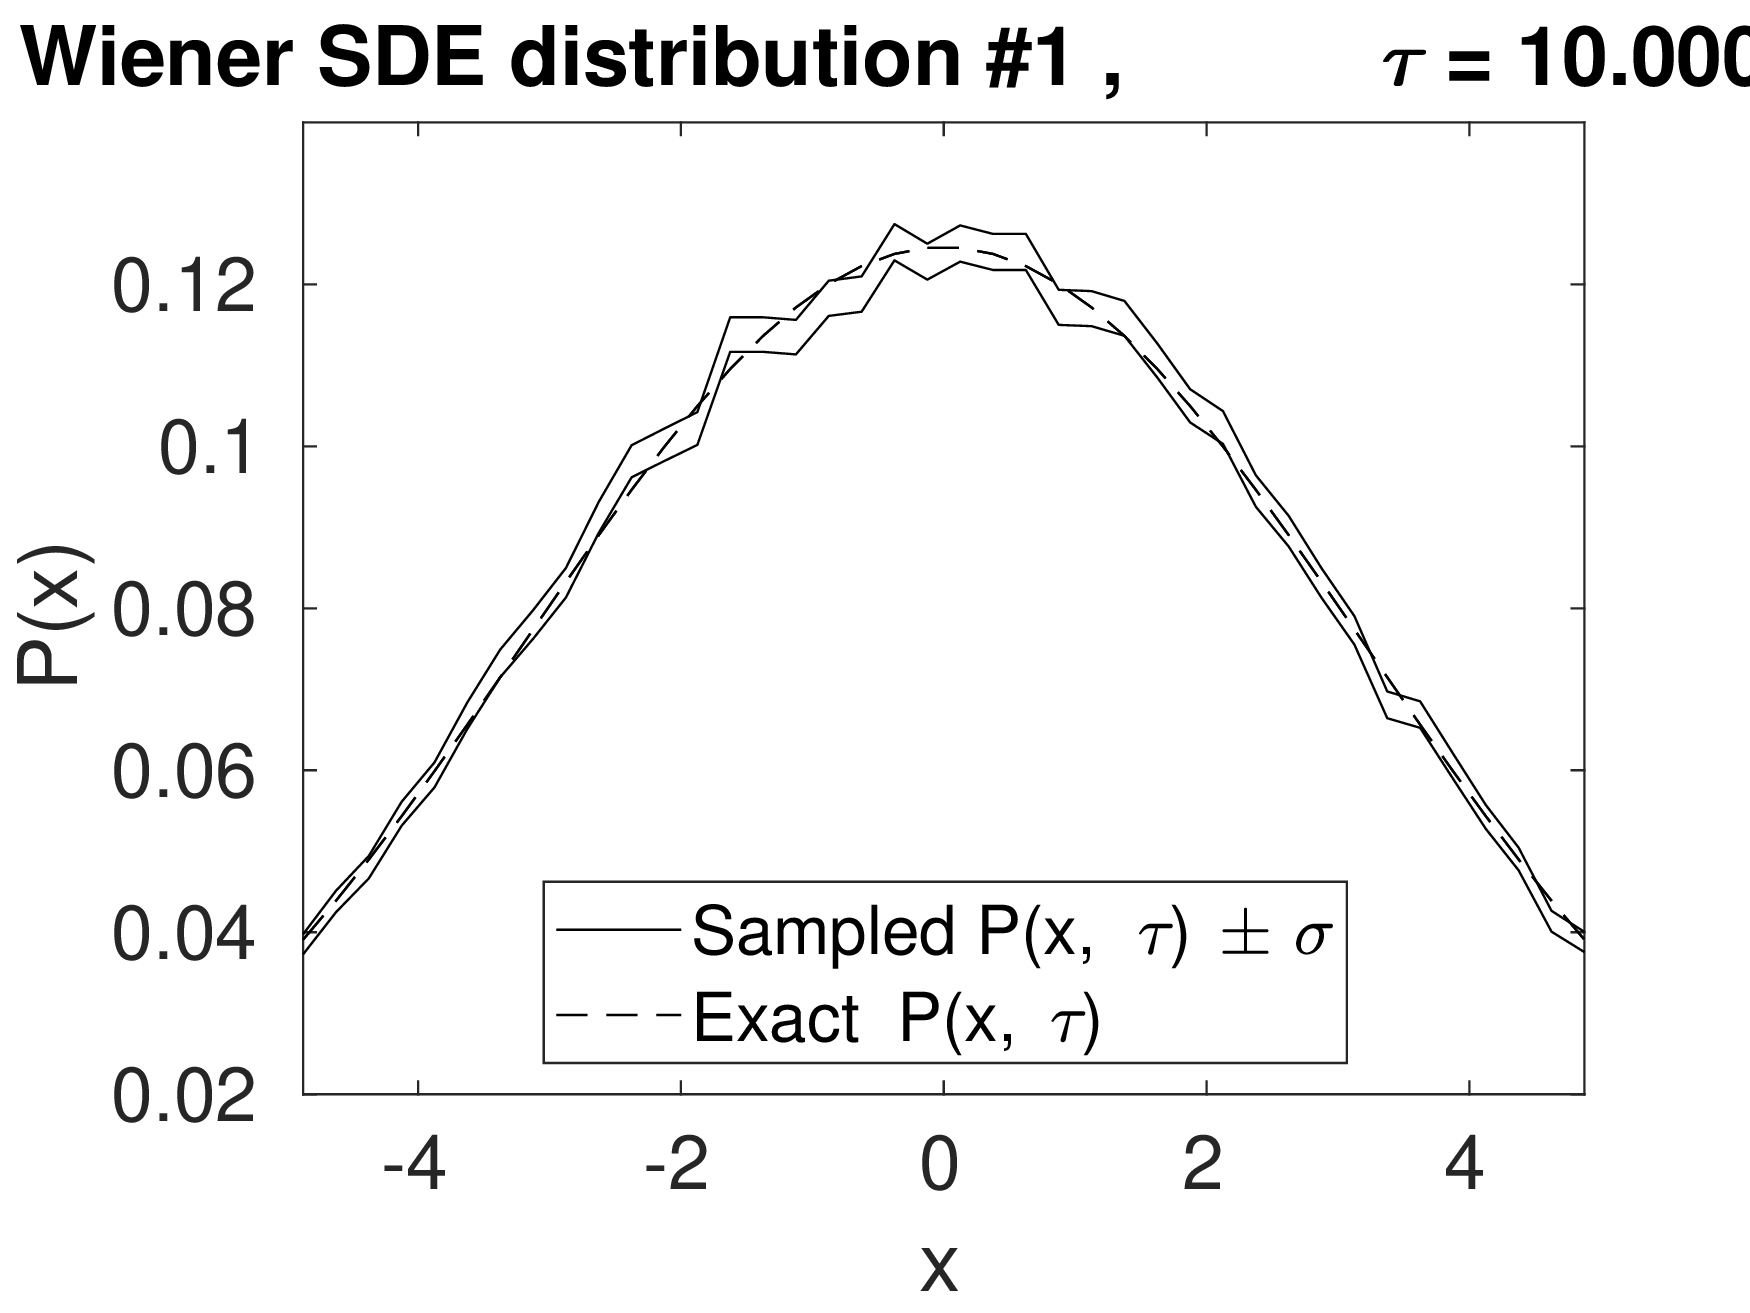 Wiener SDE distribution #1 , τ = 10.000
0.12
0.1
0.08
0.06
0.04
0.02
P(x)
-4 -2 0 2 4
x
Sampled P(x, τ) ± σ
Exact P(x, τ)